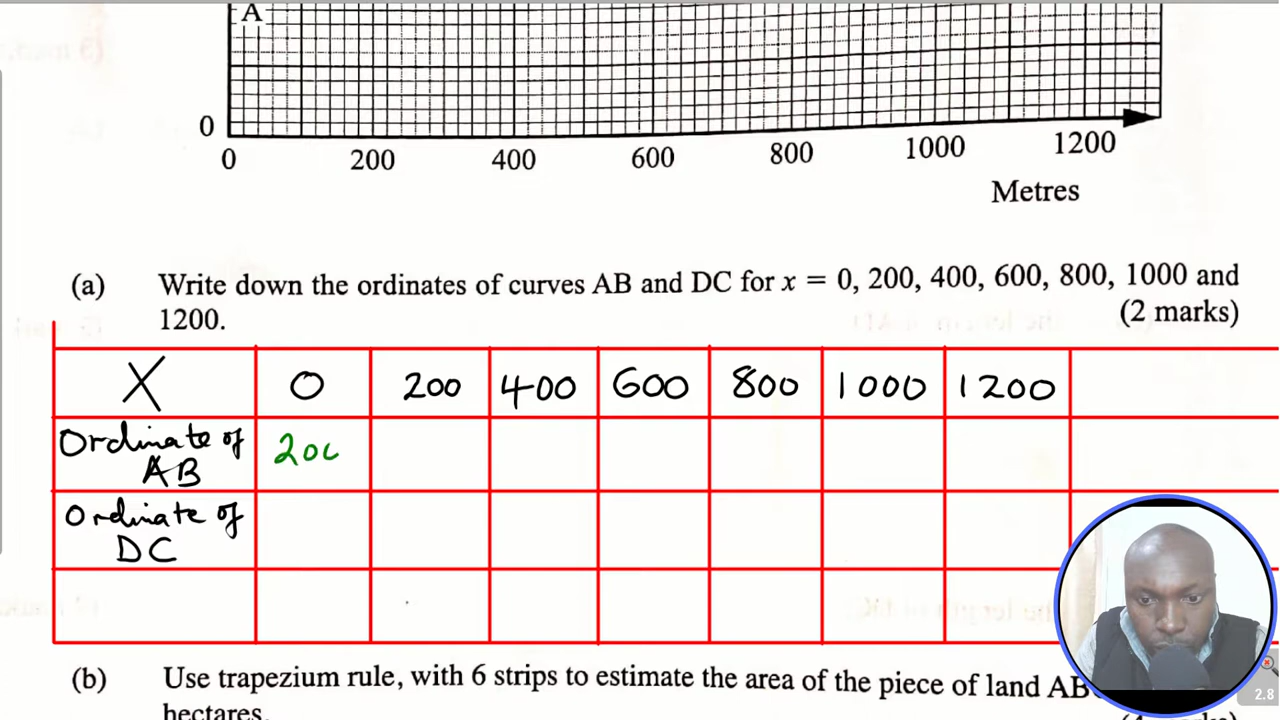 A
0
0 200 400 600 800 1000 1200
Metres
(a) Write down the ordinates of curves AB and DC for x = 0, 200, 400, 600, 800, 1000 and
1200. (2 marks)
X 0 200 400 600 800 1000 1200
Ordinate of
AB
200
Ordinate of
DC
(b) Use trapezium rule, with 6 strips to estimate the area of the piece of land AB
hectares.
2.8